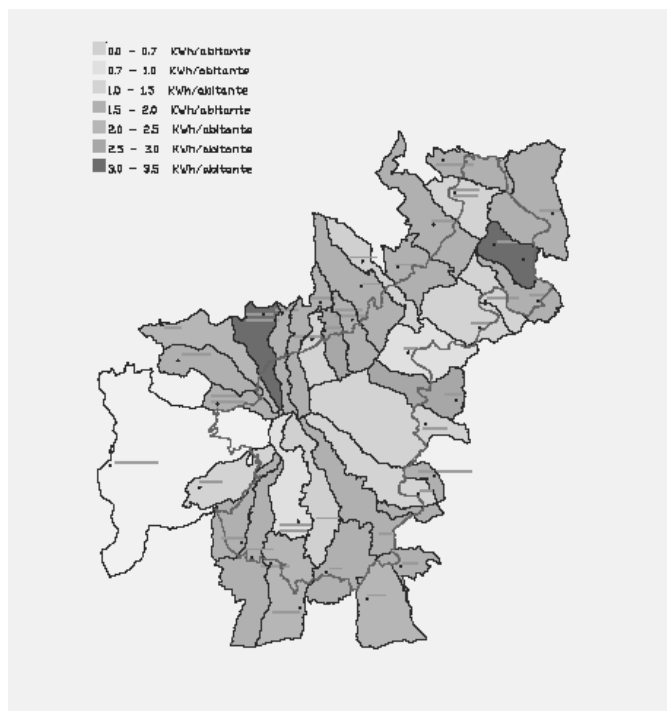 0.0 - 0.7 KWh/abitante
0.7 - 1.0 KWh/abitante
1.0 - 1.5 KWh/abitante
1.5 - 2.0 KWh/abitante
2.0 - 2.5 KWh/abitante
2.5 - 3.0 KWh/abitante
3.0 - 3.5 KWh/abitante